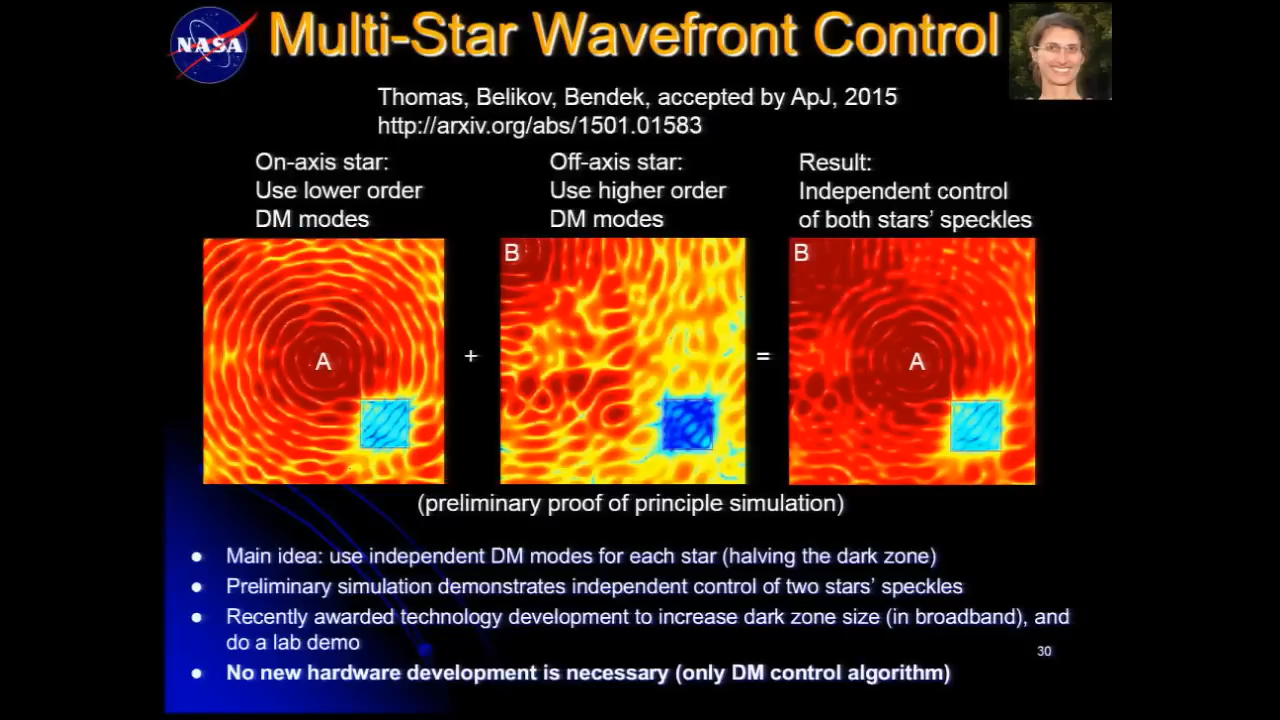 NASA
Multi-Star Wavefront Control
Thomas, Belikov, Bendek, accepted by ApJ, 2015
http://arxiv.org/abs/1501.01583
On-axis star:
Use lower order
DM modes
Off-axis star:
Use higher order
DM modes
Result:
Independent control
of both stars' speckles
A
+
B
=
B
A
(preliminary proof of principle simulation)
● Main idea: use independent DM modes for each star (halving the dark zone)
● Preliminary simulation demonstrates independent control of two stars' speckles
● Recently awarded technology development to increase dark zone size (in broadband), and
do a lab demo
30
● No new hardware development is necessary (only DM control algorithm)